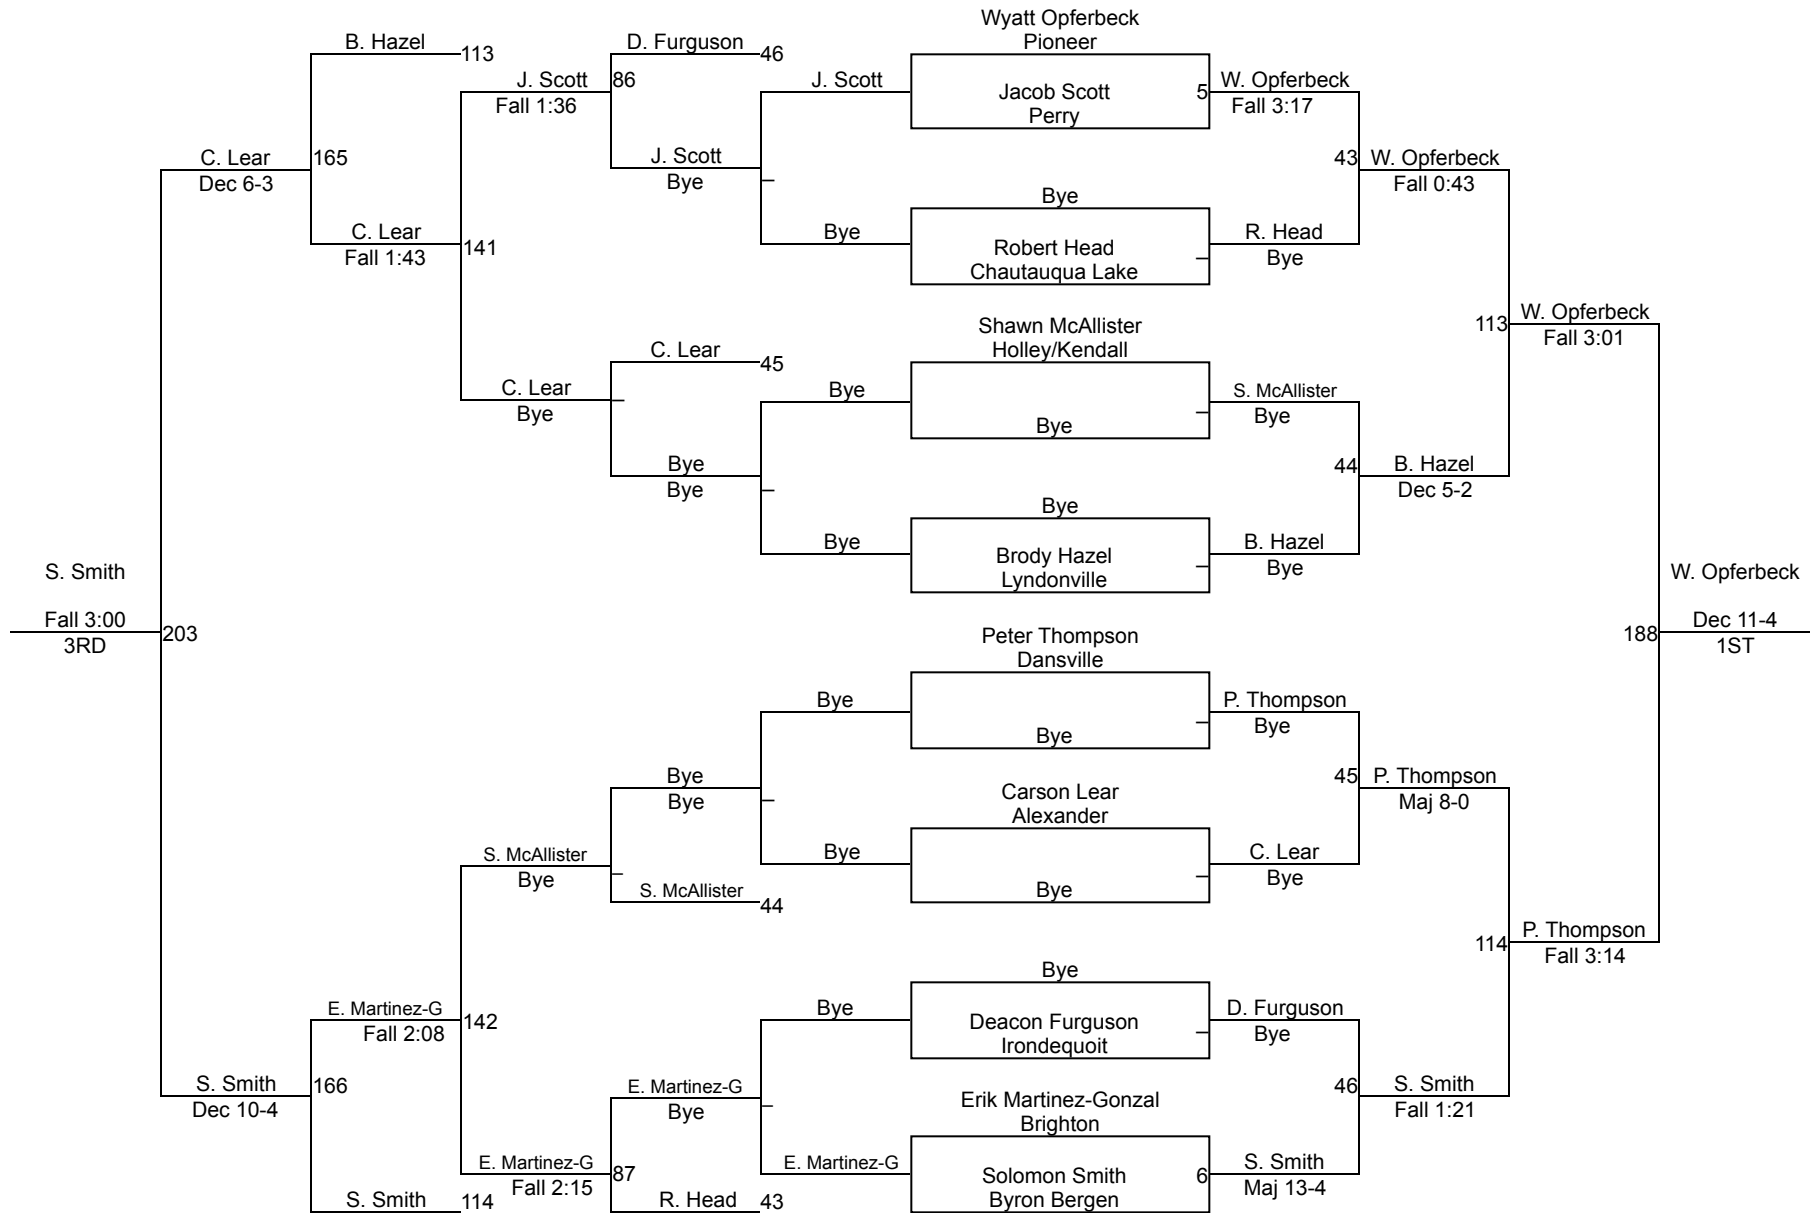 Wyatt Opferbeck
B. Hazel 113 D. Furguson 46 Pioneer
J. Scott 86 J. Scott Jacob Scott 5 W. Opferbeck
Fall 1:36 Perry Fall 3:17
C. Lear 165 J. Scott 43 W. Opferbeck
Dec 6-3 Bye Fall 0:43
Bye
C. Lear 141 Bye Robert Head R. Head
Fall 1:43 Chautauqua Lake Bye
Shawn McAllister 113 W. Opferbeck
C. Lear 45 Holley/Kendall Fall 3:01
C. Lear Bye S. McAllister
Bye Bye Bye
Bye 44 B. Hazel
Bye Dec 5-2
Bye
Bye Brody Hazel B. Hazel
S. Smith Lyndonville Bye W. Opferbeck
Fall 3:00 203 Peter Thompson 188 Dec 11-4
3RD Dansville 1ST
Bye P. Thompson
Bye Bye
Bye 45 P. Thompson
Bye Carson Lear Maj 8-0
Alexander
S. McAllister Bye C. Lear
Bye S. McAllister 44 Bye Bye
114 P. Thompson
Bye Fall 3:14
E. Martinez-G 142 Bye Deacon Furguson D. Furguson
Fall 2:08 Irondequoit Bye
S. Smith 166 E. Martinez-G Erik Martinez-Gonzal 46 S. Smith
Dec 10-4 Bye Brighton Fall 1:21
E. Martinez-G 87 E. Martinez-G Solomon Smith 6 S. Smith
Fall 2:15 Byron Bergen Maj 13-4
S. Smith 114 R. Head 43